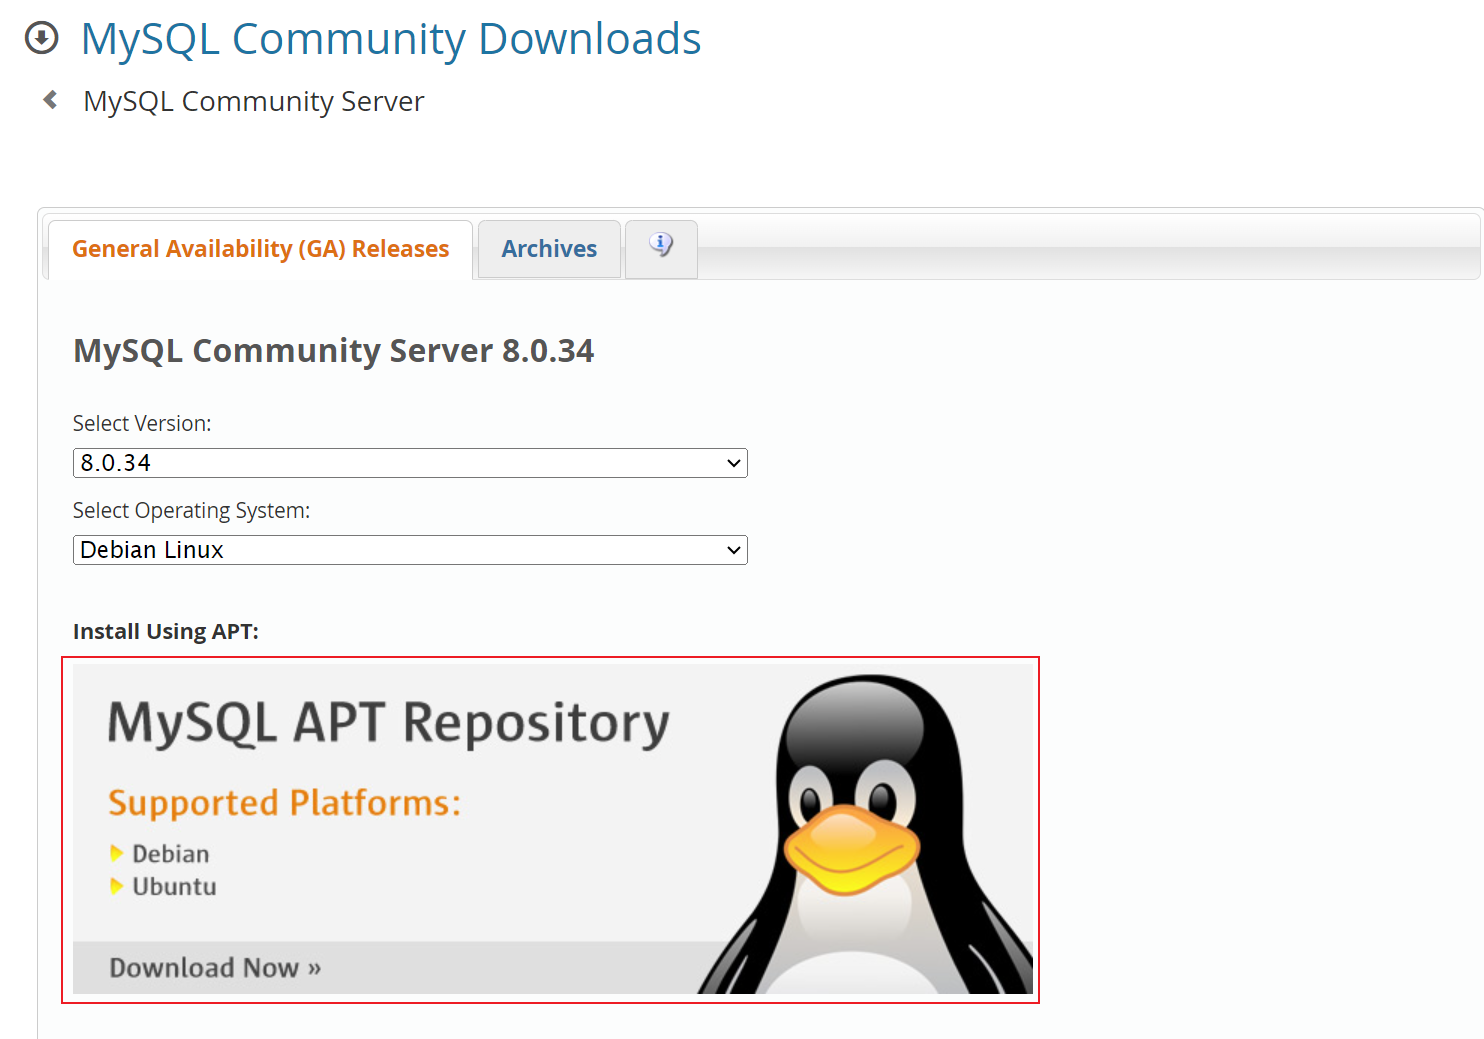 MySQL Community Downloads
MySQL Community Server
General Availability (GA) Releases
Archives
MySQL Community Server 8.0.34
Select Version:
8.0.34
Select Operating System:
Debian Linux
Install Using APT:
MySQL APT Repository
Supported Platforms:
Debian
Ubuntu
Download Now »